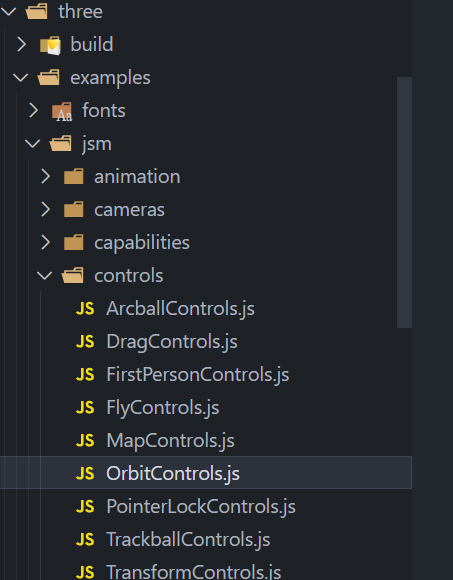 three
build
examples
Aa fonts
jsm
animation
cameras
capabilities
controls
JS ArcballControls.js
JS DragControls.js
JS FirstPersonControls.js
JS FlyControls.js
JS MapControls.js
JS OrbitControls.js
JS PointerLockControls.js
JS TrackballControls.js
JS TransformControls.js